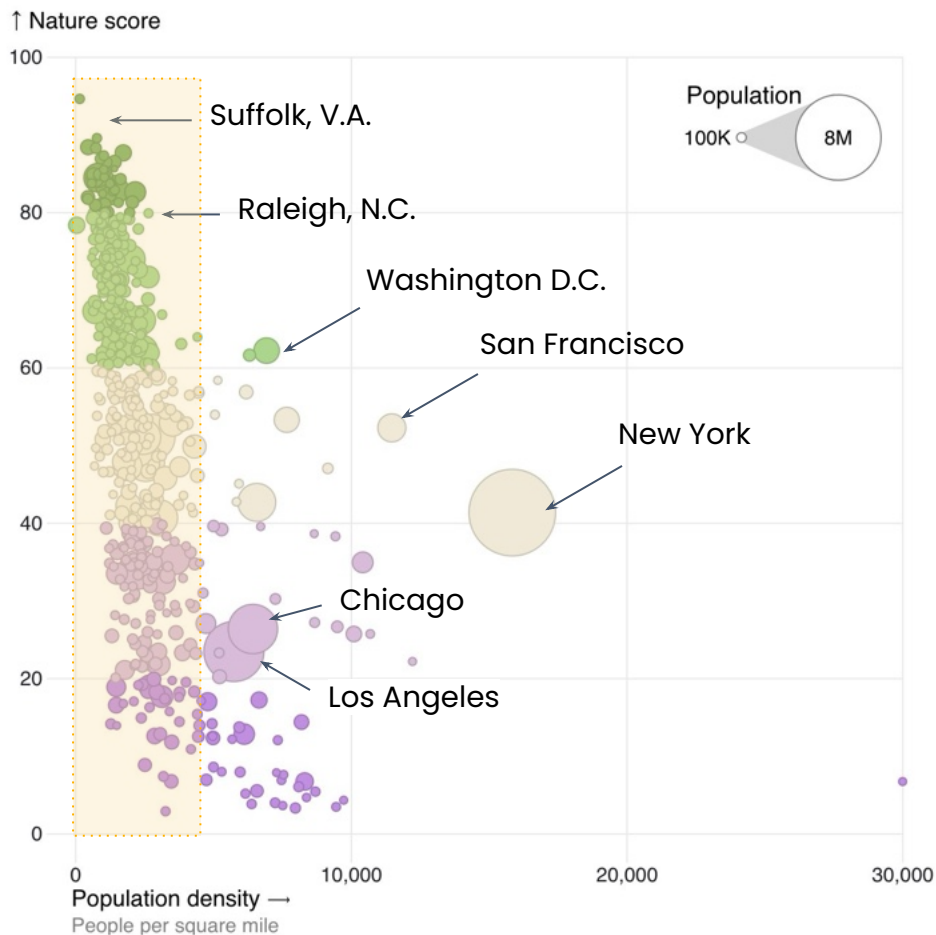 ↑ Nature score
100
Suffolk, V.A.
Population
100K
8M
80
Raleigh, N.C.
Washington D.C.
60
San Francisco
New York
40
Chicago
20
Los Angeles
0
0
10,000
20,000
30,000
Population density →
People per square mile